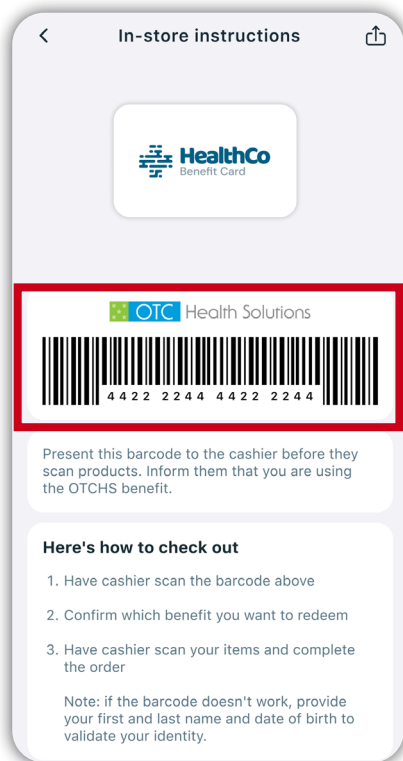 In-store instructions
HealthCo
Benefit Card
OTC Health Solutions
4422 2244 4422 2244
Present this barcode to the cashier before they
scan products. Inform them that you are using
the OTCHS benefit.
Here's how to check out
1. Have cashier scan the barcode above
2. Confirm which benefit you want to redeem
3. Have cashier scan your items and complete
the order
Note: if the barcode doesn't work, provide
your first and last name and date of birth to
validate your identity.